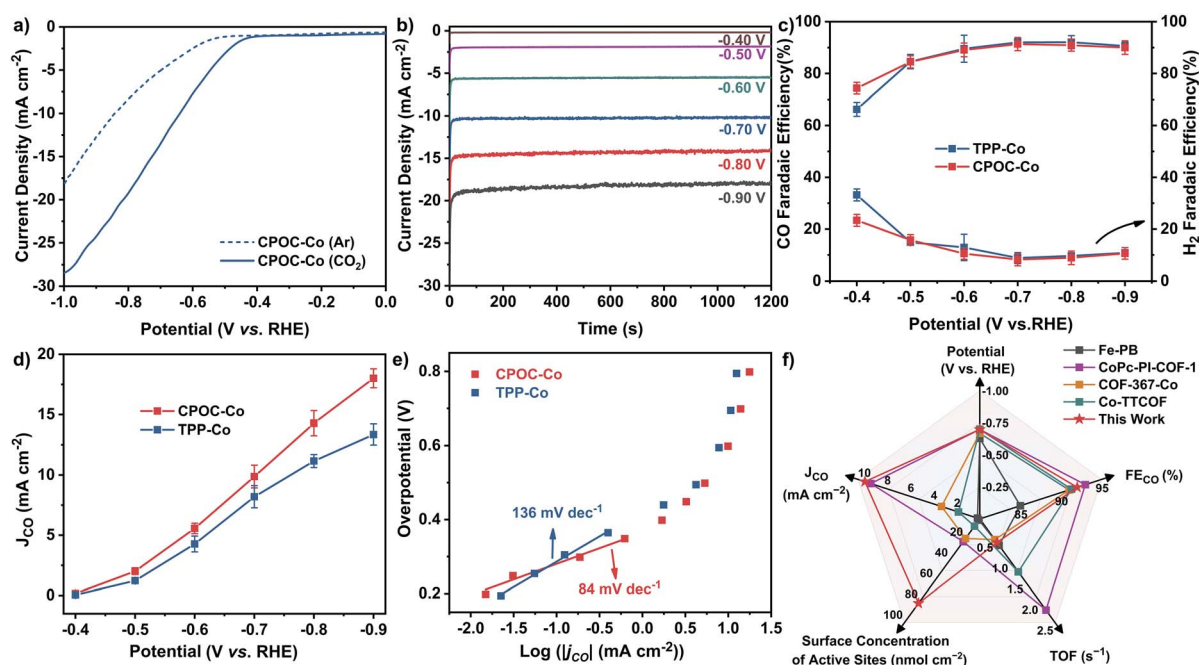 a)
Current Density (mA cm⁻²)
0
-5
-10
-15
-20
-25
-30
CPOC-Co (Ar)
CPOC-Co (CO₂)
-1.0 -0.8 -0.6 -0.4 -0.2 0.0
Potential (V vs. RHE)
b)
Current Density (mA cm⁻²)
0
-5
-10
-15
-20
-25
-30
-0.40 V
-0.50 V
-0.60 V
-0.70 V
-0.80 V
-0.90 V
0 200 400 600 800 1000 1200
Time (s)
c)
CO Faradaic Efficiency(%)
100
80
60
40
20
0
TPP-Co
CPOC-Co
100
80
60
40
20
0
H₂ Faradaic Efficiency(%)
-0.4 -0.5 -0.6 -0.7 -0.8 -0.9
Potential (V vs.RHE)
d)
J_CO (mA cm⁻²)
20
15
10
5
0
CPOC-Co
TPP-Co
-0.4 -0.5 -0.6 -0.7 -0.8 -0.9
Potential (V vs. RHE)
e)
Overpotential (V)
0.8
0.6
0.4
0.2
CPOC-Co
TPP-Co
136 mV dec⁻¹
84 mV dec⁻¹
-2.0 -1.5 -1.0 -0.5 0.0 0.5 1.0 1.5
Log (|j_CO| (mA cm⁻²))
f)
Potential
(V vs. RHE)
Fe-PB
CoPc-PI-COF-1
COF-367-Co
Co-TTCOF
This Work
-1.00
-0.75
-0.50
-0.25
J_CO
(mA cm⁻²)
10 8 6 4 2
FE_CO (%)
85 90 95
20
40
60
80
100
0.5
1.0
1.5
2.0
2.5
Surface Concentration
of Active Sites (nmol cm⁻²)
TOF (s⁻¹)